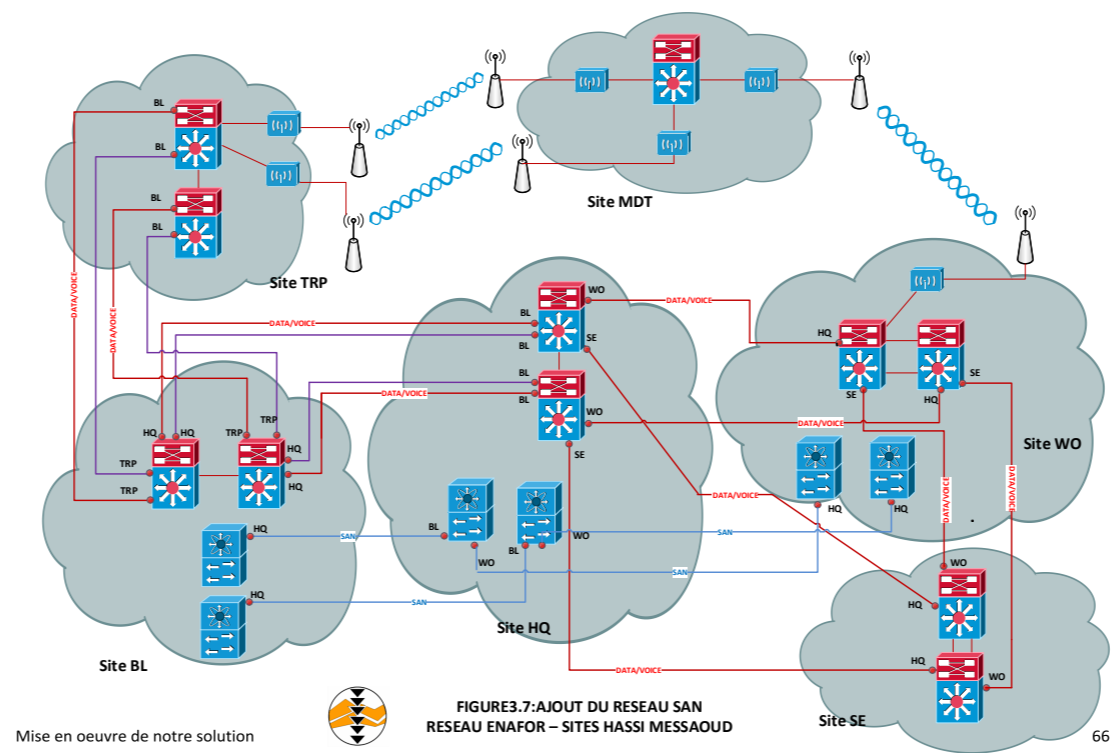 BL
BL
BL
BL
Site TRP
Site MDT
DATA/VOICE
DATA/VOICE
DATA/VOICE
DATA/VOICE
BL
BL
BL
BL
WO
SE
WO
SE
DATA/VOICE
DATA/VOICE
HQ
SE
SE
HQ
Site WO
HQ
HQ
HQ
HQ
TRP
TRP
HQ
HQ
TRP
TRP
HQ
HQ
Site BL
SAN
SAN
BL
WO
BL
WO
Site HQ
SAN
SAN
DATA/VOICE
DATA/VOICE
DATA/VOICE
DATA/VOICE
WO
HQ
HQ
WO
Site SE
FIGURE3.7:AJOUT DU RESEAU SAN
RESEAU ENAFOR – SITES HASSI MESSAOUD
Mise en oeuvre de notre solution
66